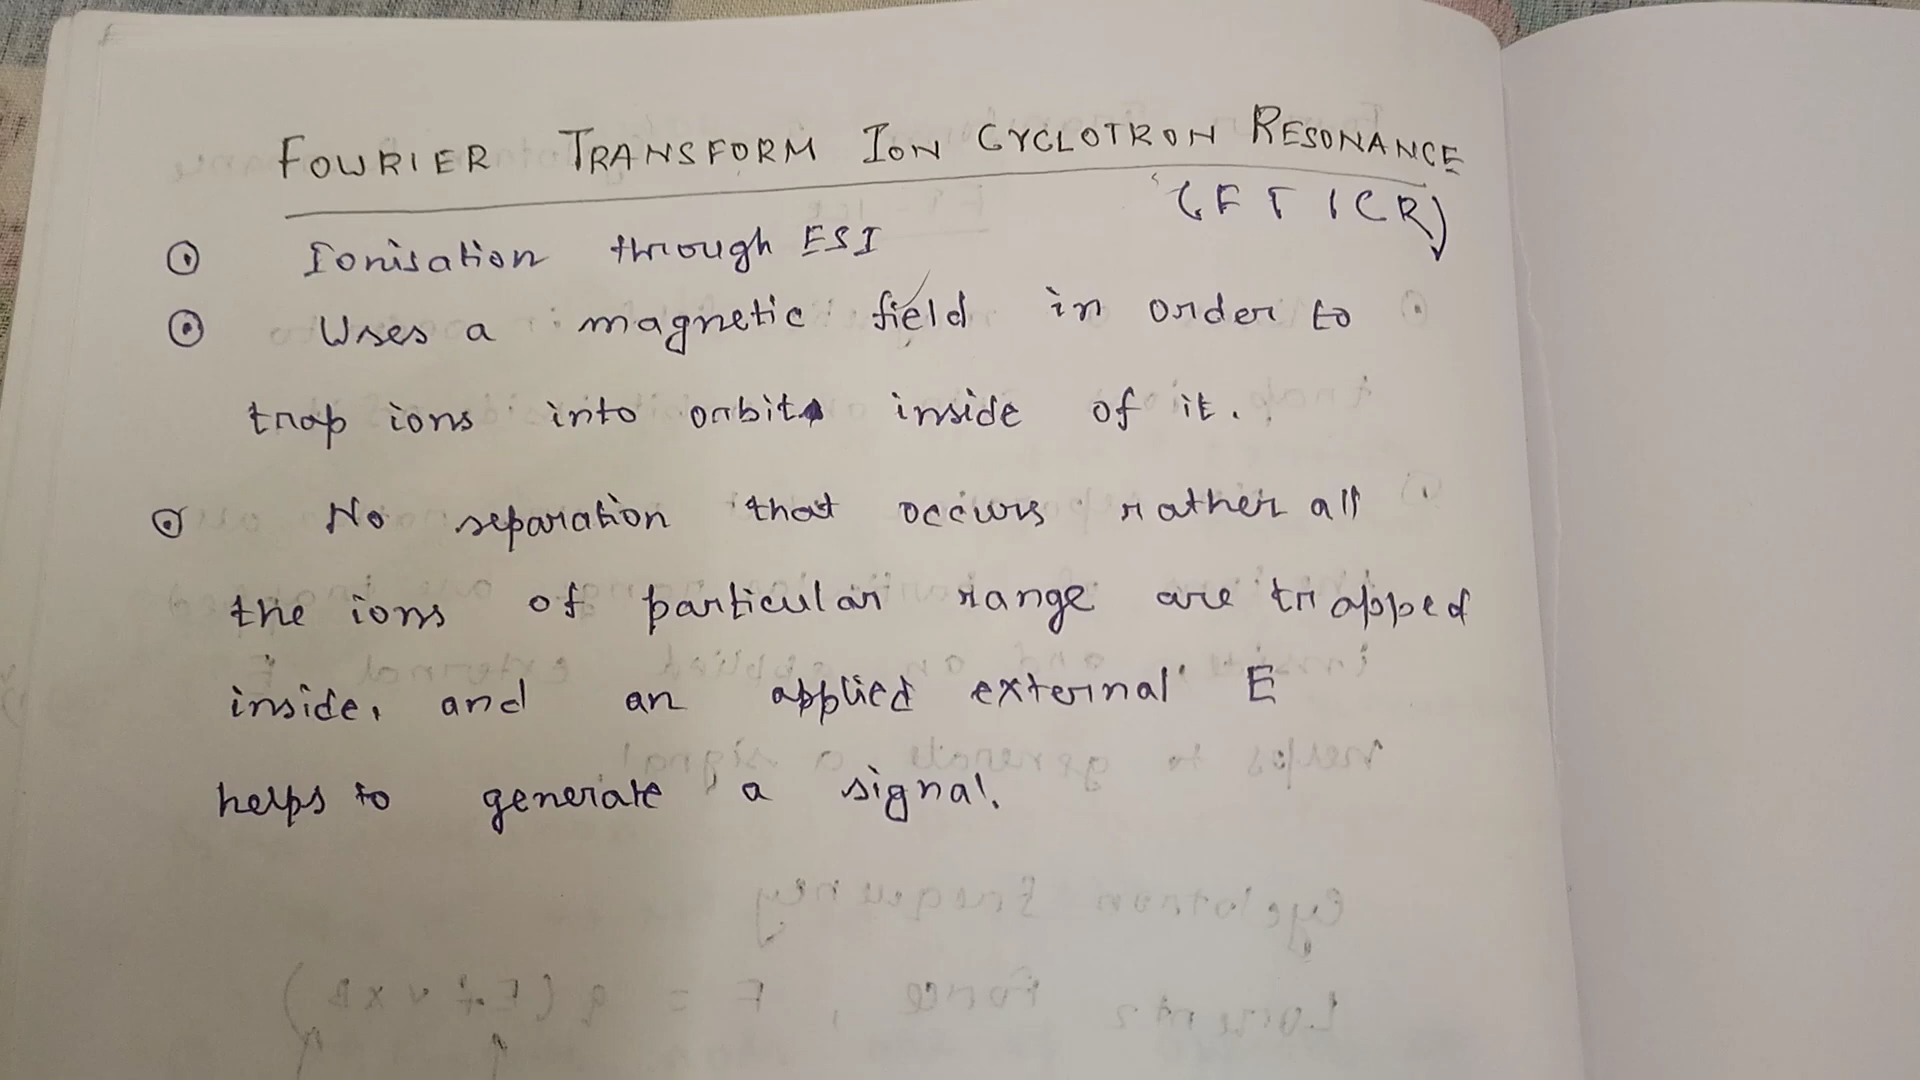 FOURIER TRANSFORM ION CYCLOTRON RESONANCE
(FT ICR)
Ionisation through ESI
Uses a magnetic field in order to
trap ions into orbits inside of it.
No separation that occurs rather all
the ions of particular range are trapped
inside, and an applied external E
helps to generate a signal.